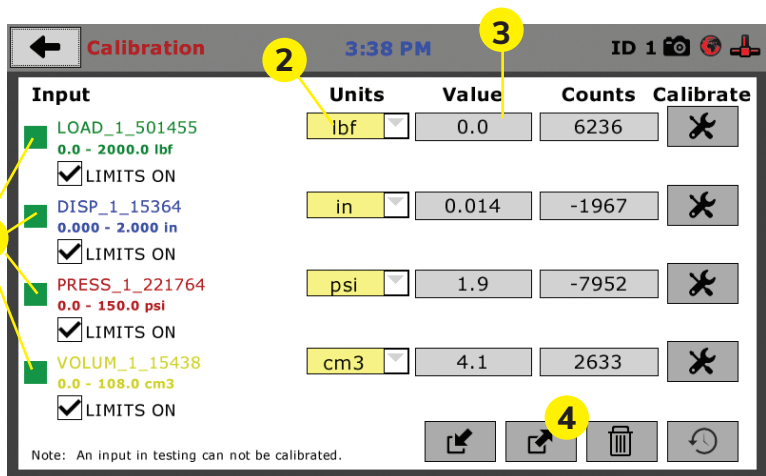 Calibration 3:38 PM ID 1
2
3
Input Units Value Counts Calibrate
LOAD_1_501455 lbf 0.0 6236
0.0 - 2000.0 lbf
LIMITS ON
DISP_1_15364 in 0.014 -1967
0.000 - 2.000 in
LIMITS ON
PRESS_1_221764 psi 1.9 -7952
0.0 - 150.0 psi
LIMITS ON
VOLUM_1_15438 cm3 4.1 2633
0.0 - 108.0 cm3
LIMITS ON
4
Note: An input in testing can not be calibrated.